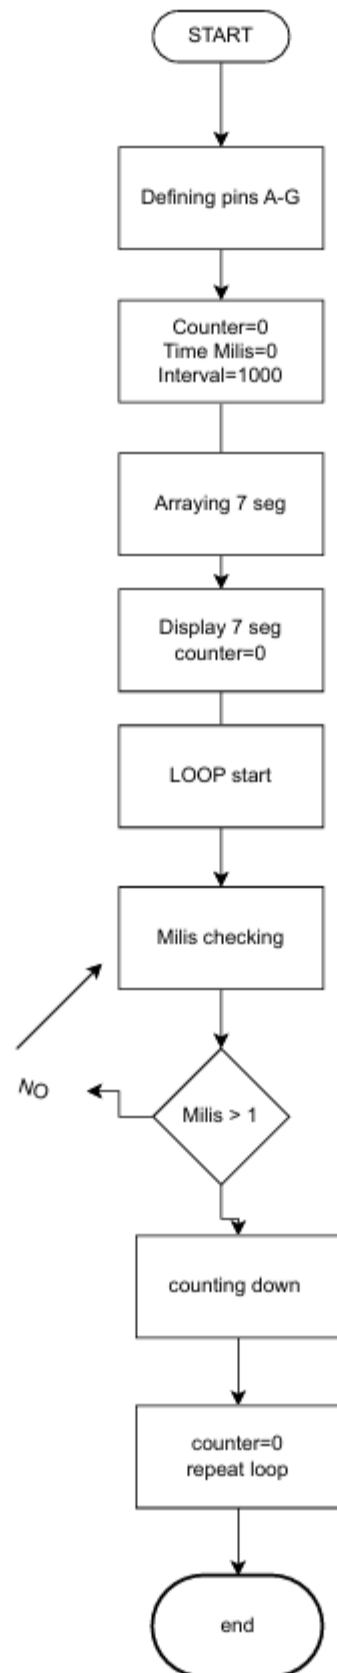 START
Defining pins A-G
Counter=0
Time Milis=0
Interval=1000
Arraying 7 seg
Display 7 seg
counter=0
LOOP start
Milis checking
NO
Milis > 1
counting down
counter=0
repeat loop
end